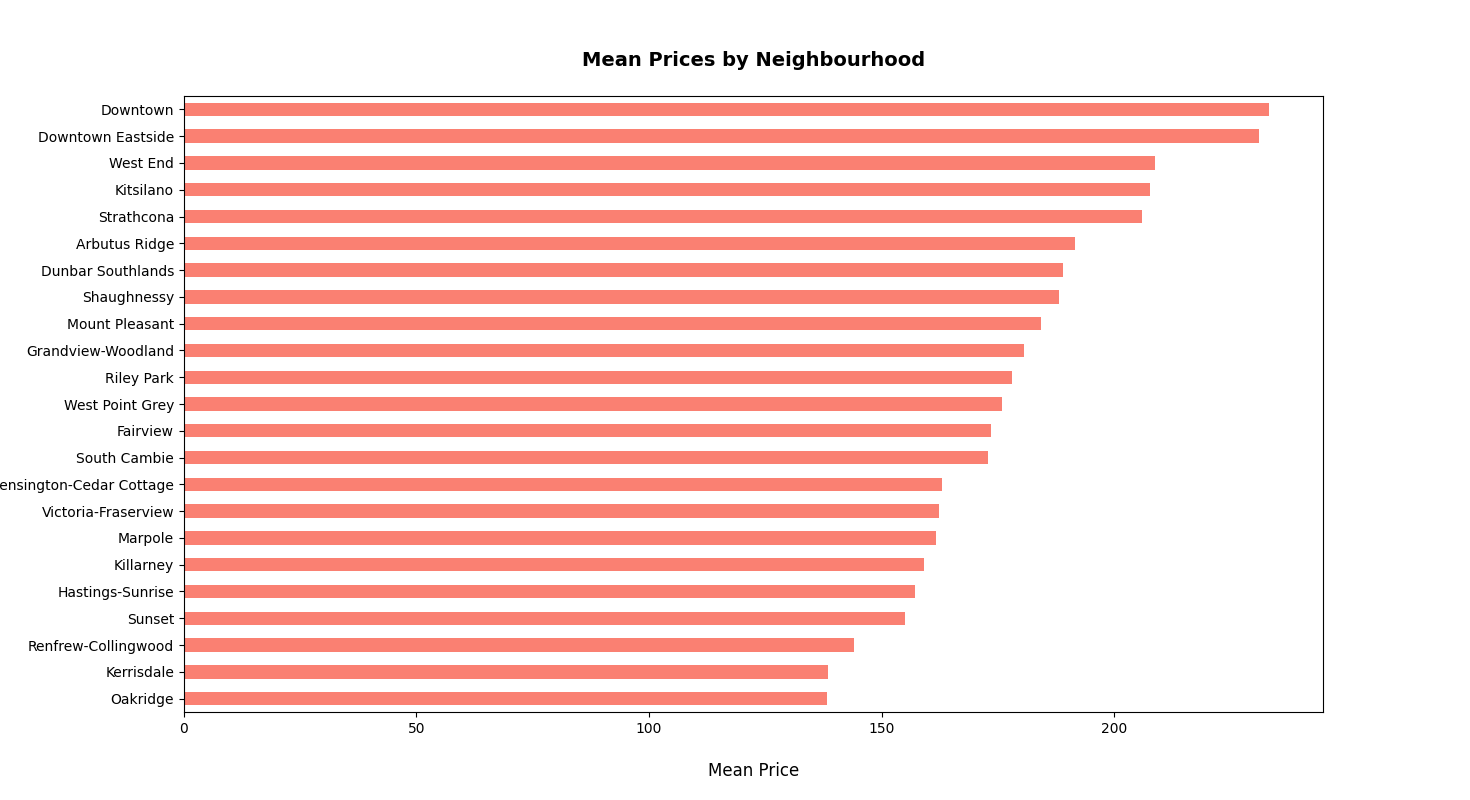 Mean Prices by Neighbourhood
Downtown
Downtown Eastside
West End
Kitsilano
Strathcona
Arbutus Ridge
Dunbar Southlands
Shaughnessy
Mount Pleasant
Grandview-Woodland
Riley Park
West Point Grey
Fairview
South Cambie
ensington-Cedar Cottage
Victoria-Fraserview
Marpole
Killarney
Hastings-Sunrise
Sunset
Renfrew-Collingwood
Kerrisdale
Oakridge
0 50 100 150 200
Mean Price